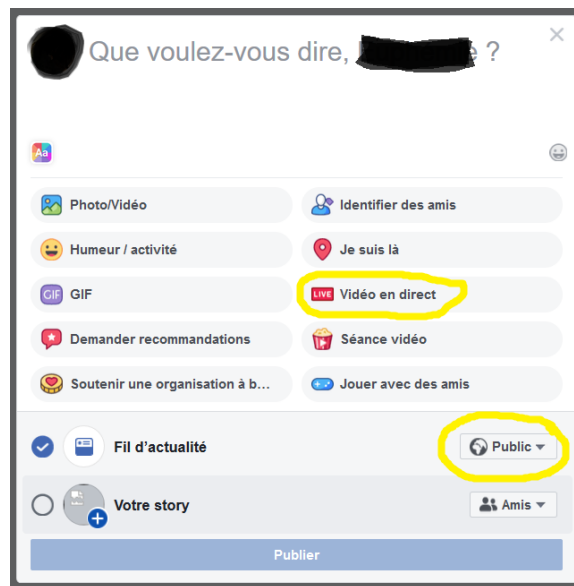 Que voulez-vous dire, ?
Aa
Photo/Vidéo
Identifier des amis
Humeur / activité
Je suis là
GIF GIF
LIVE Vidéo en direct
Demander recommandations
Séance vidéo
Soutenir une organisation à b...
Jouer avec des amis
Fil d'actualité
Public
Votre story
Amis
Publier